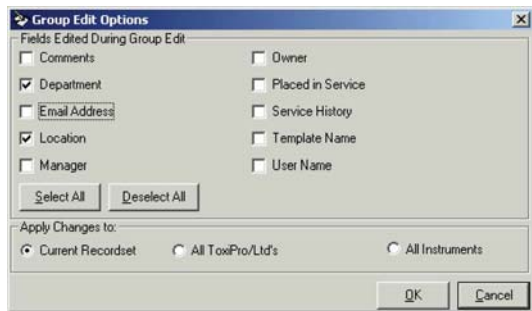 Group Edit Options
Fields Edited During Group Edit
Comments
Owner
Department
Placed in Service
Email Address
Service History
Location
Template Name
Manager
User Name
Select All
Deselect All
Apply Changes to:
Current Recordset
All ToxiPro/Ltd's
All Instruments
OK
Cancel